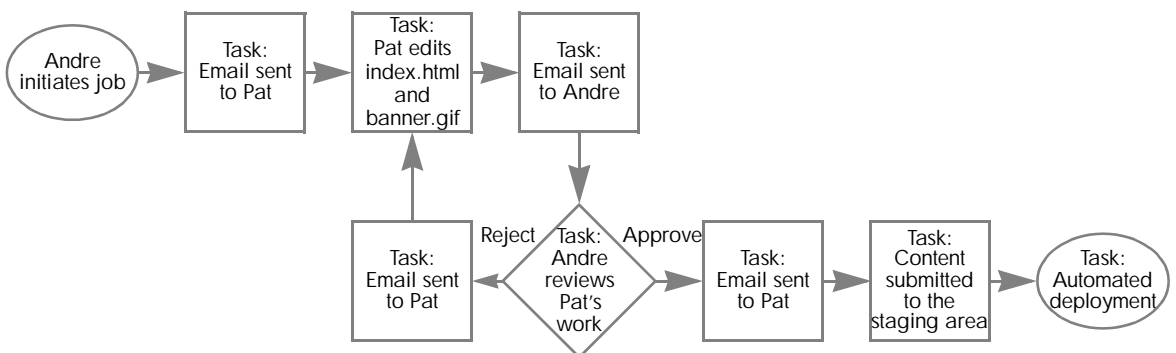 Andre
initiates job
Task:
Email sent
to Pat
Task:
Pat edits
index.html
and
banner.gif
Task:
Email sent
to Andre
Reject
Task:
Email sent
to Pat
Task:
Andre
reviews
Pat's
work
Approve
Task:
Email sent
to Pat
Task:
Content
submitted
to the
staging area
Task:
Automated
deployment